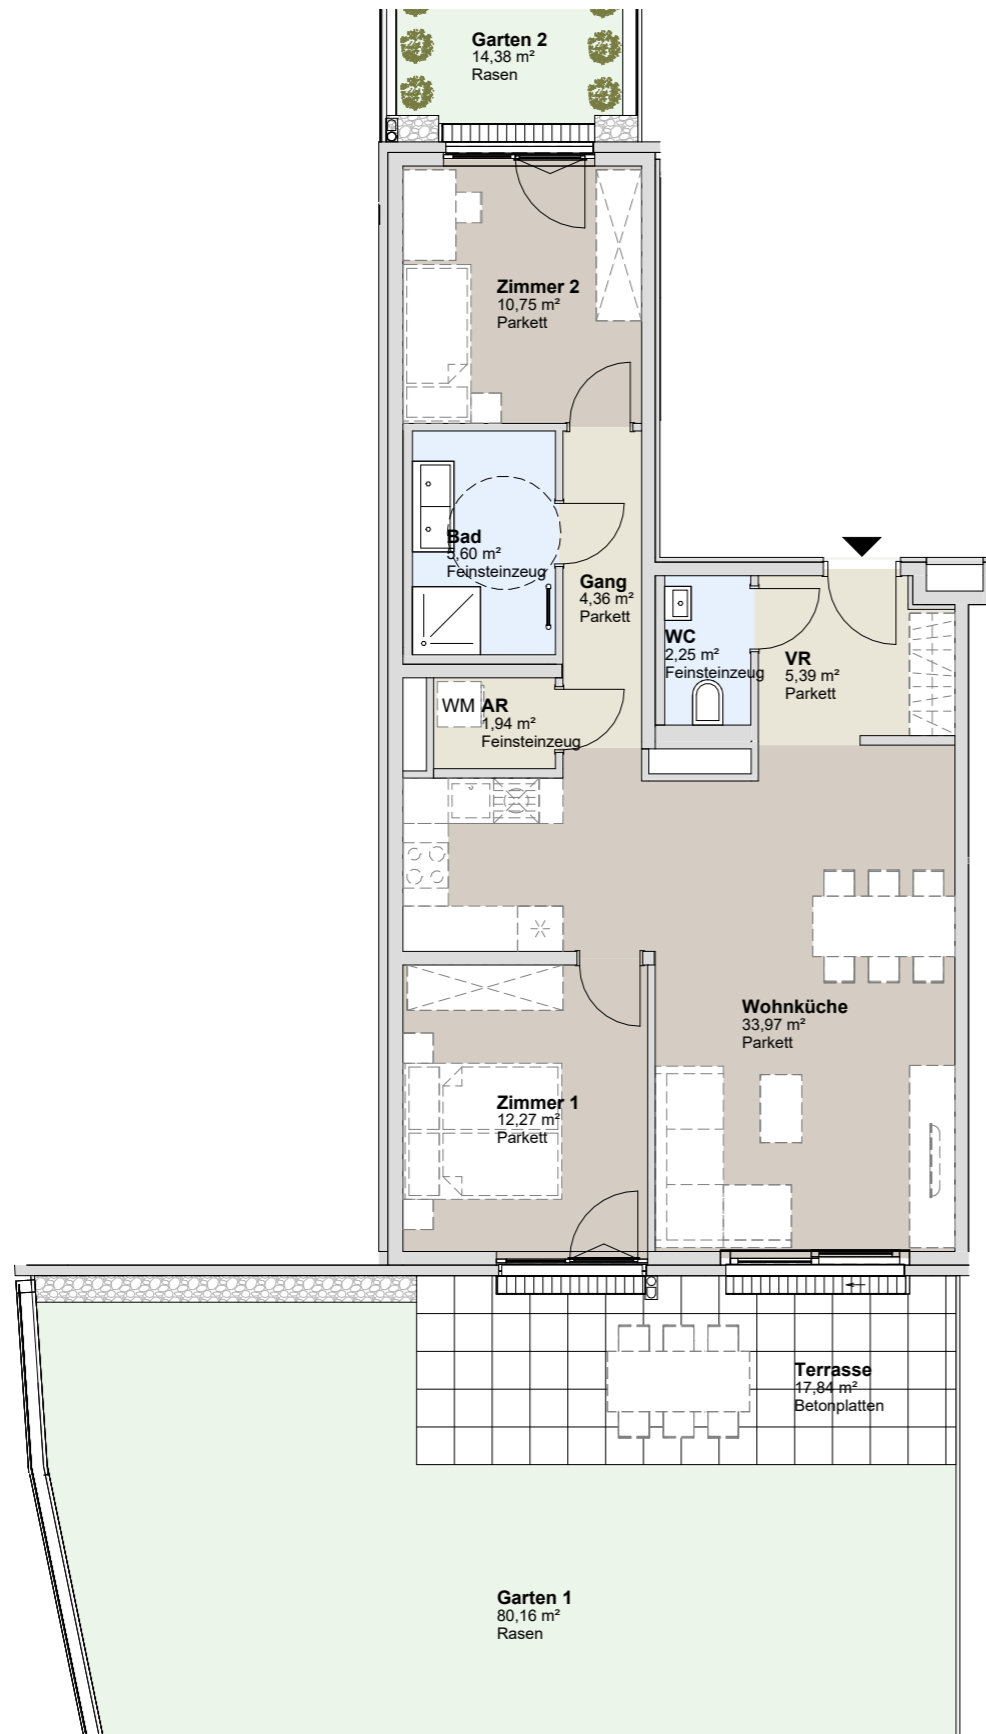 Garten 2
14,38 m²
Rasen
Zimmer 2
10,75 m²
Parkett
Bad
5,60 m²
Feinsteinzeug
Gang
4,36 m²
Parkett
WC
2,25 m²
Feinsteinzeug
VR
5,39 m²
Parkett
WM
AR
1,94 m²
Feinsteinzeug
Wohnküche
33,97 m²
Parkett
Zimmer 1
12,27 m²
Parkett
Terrasse
17,84 m²
Betonplatten
Garten 1
80,16 m²
Rasen